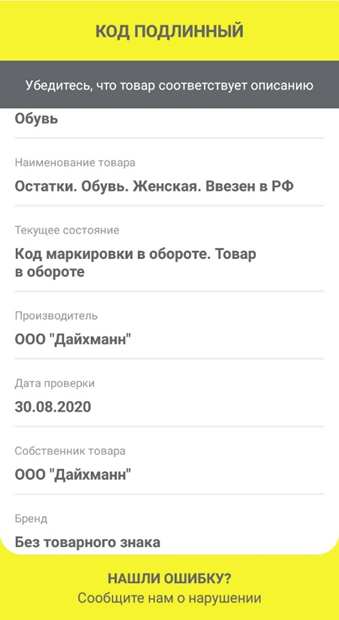 КОД ПОДЛИННЫЙ
Убедитесь, что товар соответствует описанию
Обувь
Наименование товара
Остатки. Обувь. Женская. Ввезен в РФ
Текущее состояние
Код маркировки в обороте. Товар
в обороте
Производитель
ООО "Дайхманн"
Дата проверки
30.08.2020
Собственник товара
ООО "Дайхманн"
Бренд
Без товарного знака
НАШЛИ ОШИБКУ?
Сообщите нам о нарушении